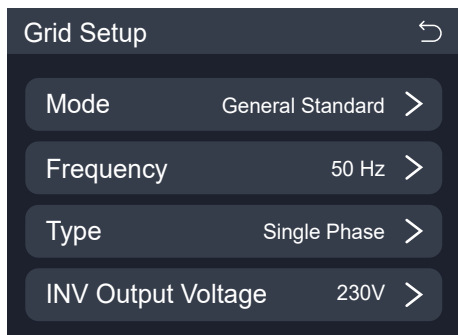 Grid Setup
Mode General Standard
Frequency 50 Hz
Type Single Phase
INV Output Voltage 230V